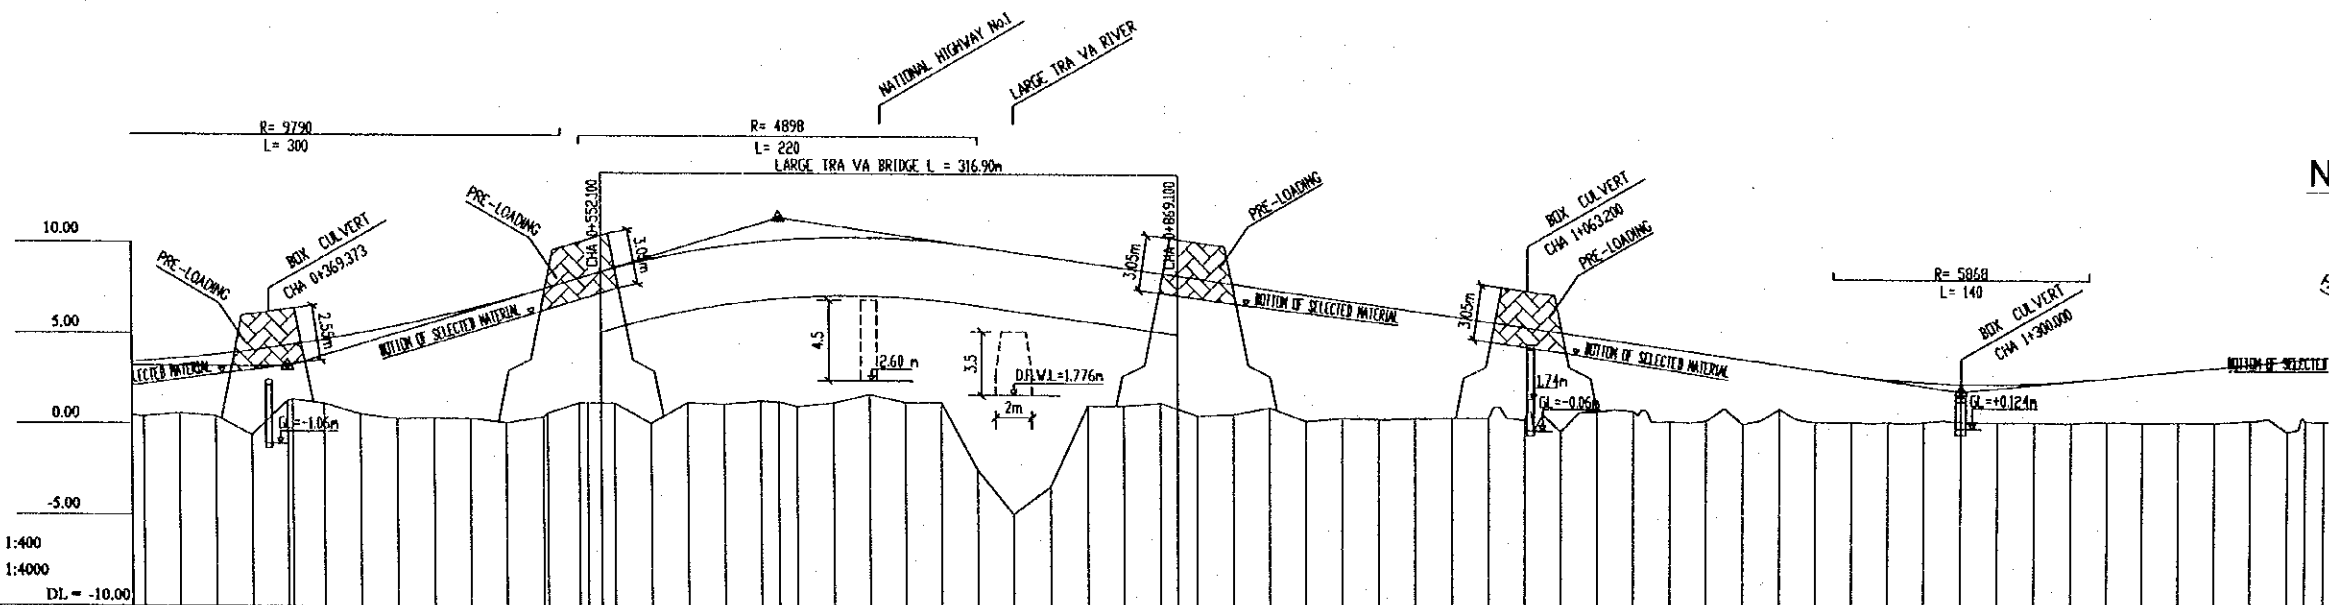 NATIONAL HIGHWAY No.1
LARGE TRA VA RIVER
R= 9790
L= 300
R= 4898
L= 220
LARGE TRA VA BRIDGE L = 316.90m
PRE-LOADING
CHA 0+552.100
CHA 0+869.100
PRE-LOADING
BOX CULVERT
CHA 1+063.200
PRE-LOADING
N
10.00
BOX CULVERT
CHA 0+369.373
PRE-LOADING
3.05m
3.05m
R= 5868
L= 140
BOX CULVERT
CHA 1+300.000
5.00
BOTTOM OF SELECTED MATERIAL
4.5
3.5
2.60 m
D.F.W.L=1.776m
2m
BOTTOM OF SELECTED MATERIAL
3.05m
BOTTOM OF SELECTED MATERIAL
BOTTOM OF SELECTED
LECTED MATERIAL
1.74m
0.00
GL=-1.06m
GL=-0.06m
GL=+0.124m
-5.00
1:400
1:4000
DL = -10.00